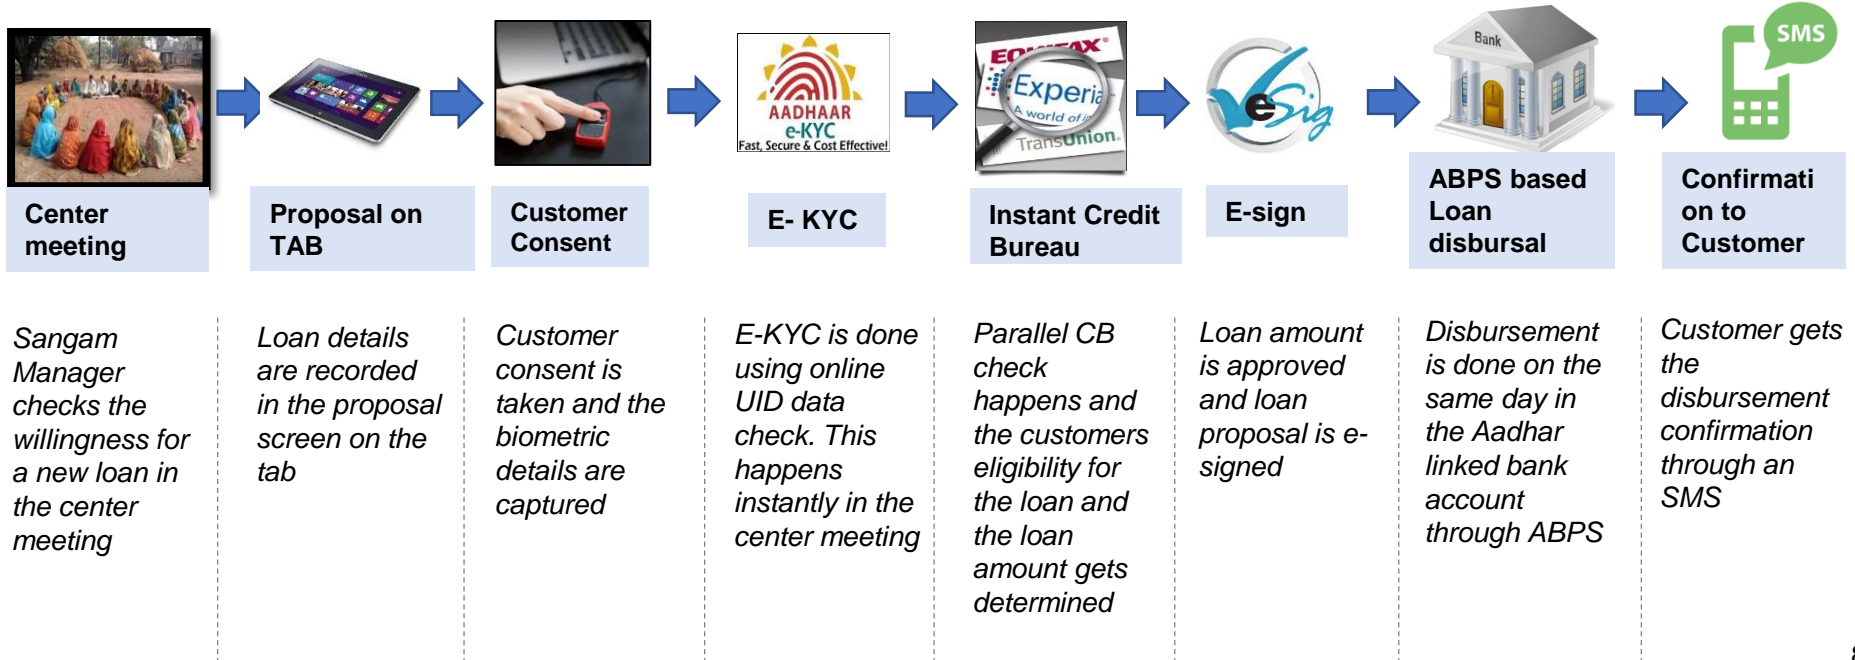 SMS
Bank
EQUIFAX
Experia
A world of in
TransUnion
eSig
AADHAAR
e-KYC
Fast, Secure & Cost Effective!
Center
meeting
Proposal on
TAB
Customer
Consent
E- KYC
Instant Credit
Bureau
E-sign
ABPS based
Loan
disbursal
Confirmati
on to
Customer
Sangam
Manager
checks the
willingness for
a new loan in
the center
meeting
Loan details
are recorded
in the proposal
screen on the
tab
Customer
consent is
taken and the
biometric
details are
captured
E-KYC is done
using online
UID data
check. This
happens
instantly in the
center meeting
Parallel CB
check
happens and
the customers
eligibility for
the loan and
the loan
amount gets
determined
Loan amount
is approved
and loan
proposal is e-
signed
Disbursement
is done on the
same day in
the Aadhar
linked bank
account
through ABPS
Customer gets
the
disbursement
confirmation
through an
SMS